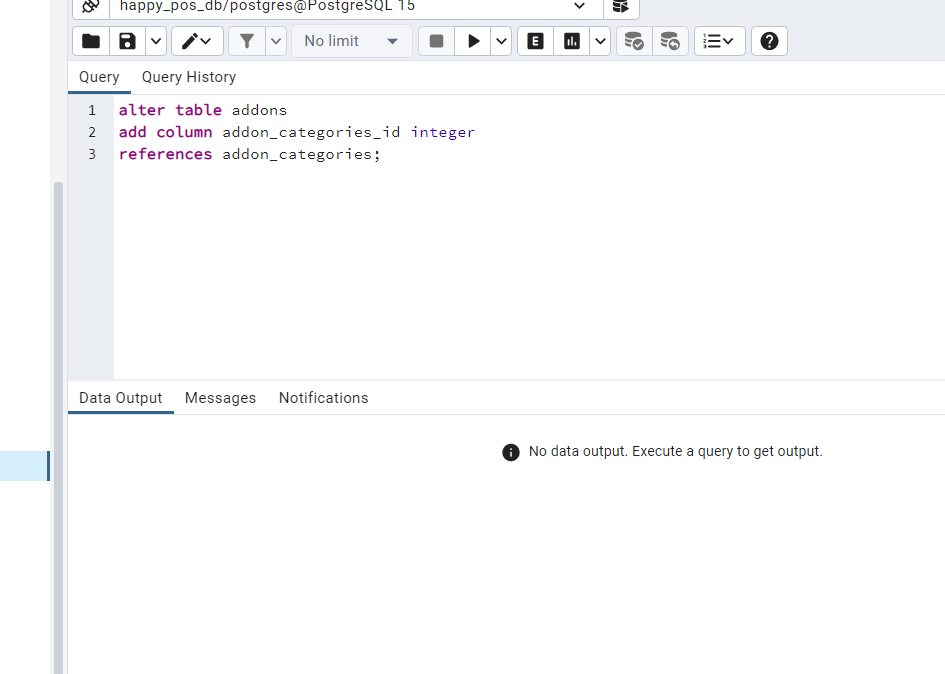 happy_pos_db/postgres@PostgreSQL 15
No limit
E
Query Query History
1 alter table addons
2 add column addon_categories_id integer
3 references addon_categories;
Data Output Messages Notifications
No data output. Execute a query to get output.